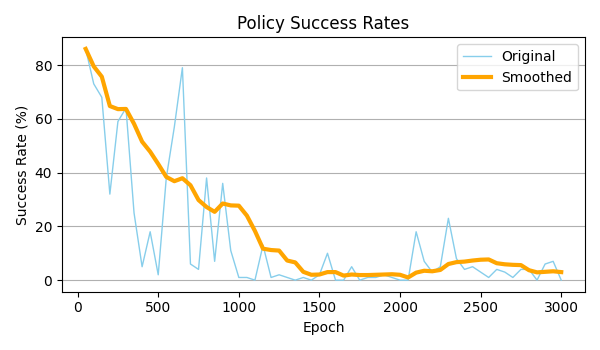 Policy Success Rates
Original
Smoothed
Success Rate (%)
80
60
40
20
0
0 500 1000 1500 2000 2500 3000
Epoch